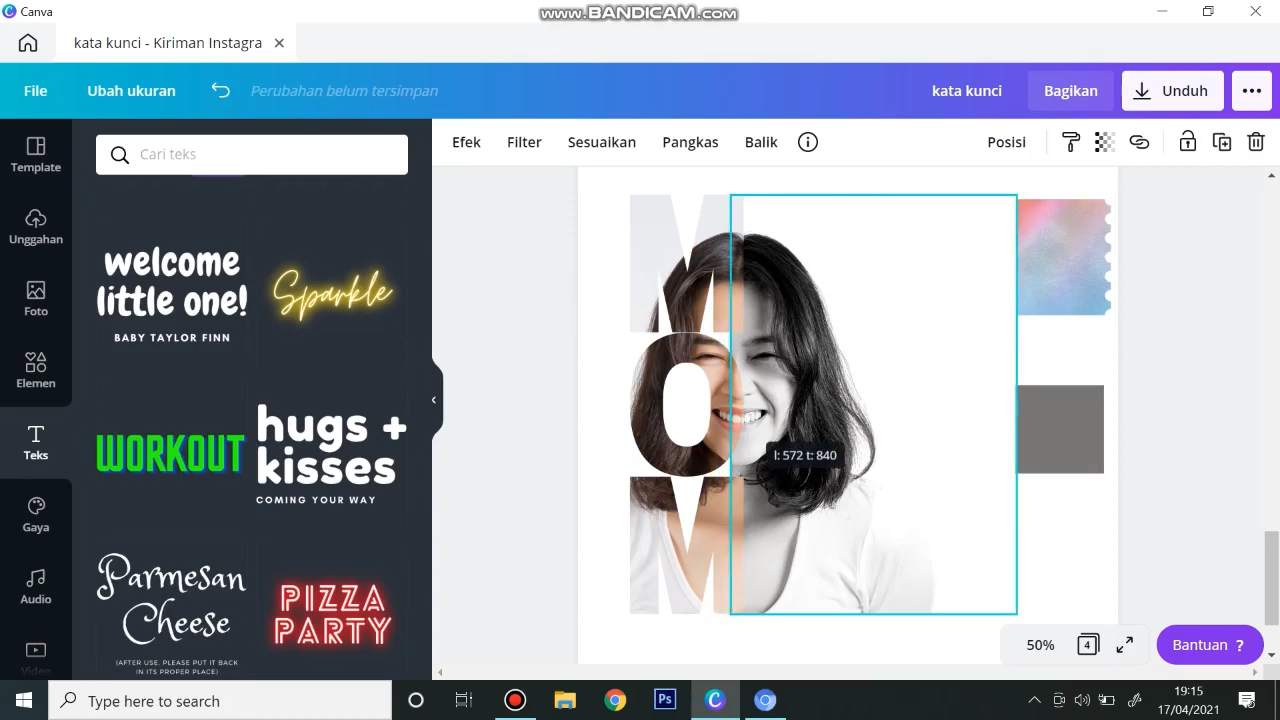 Canva
www.BANDICAM.com
kata kunci - Kiriman Instagra
File
Ubah ukuran
Perubahan belum tersimpan
kata kunci
Bagikan
Unduh
Template
Unggahan
Foto
Elemen
Teks
Gaya
Audio
Video
Cari teks
welcome
little one!
BABY TAYLOR FINN
Sparkle
WORKOUT
hugs +
kisses
COMING YOUR WAY
Parmesan
Cheese
(AFTER USE, PLEASE PUT IT BACK
IN ITS PROPER PLACE)
PIZZA
PARTY
Efek
Filter
Sesuaikan
Pangkas
Balik
Posisi
M
O
M
l: 572 t: 840
50%
4
Bantuan ?
Type here to search
Ps
19:15
17/04/2021